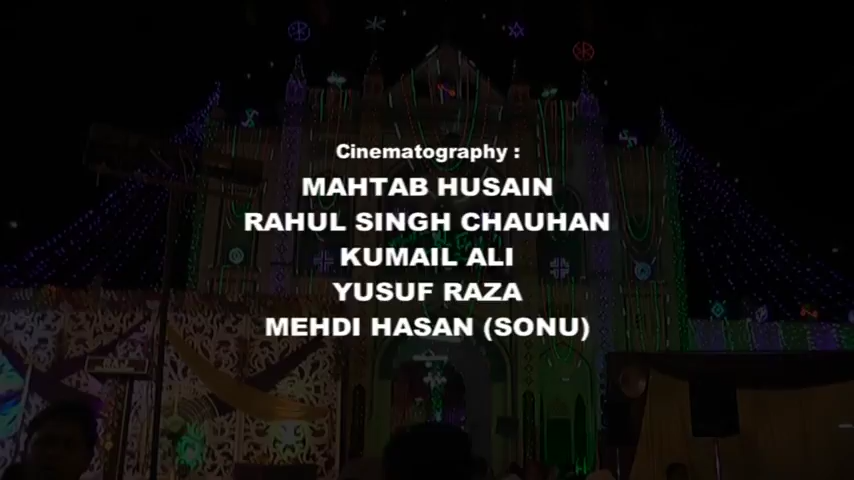 Cinematography :
MAHTAB HUSAIN
RAHUL SINGH CHAUHAN
KUMAIL ALI
YUSUF RAZA
MEHDI HASAN (SONU)